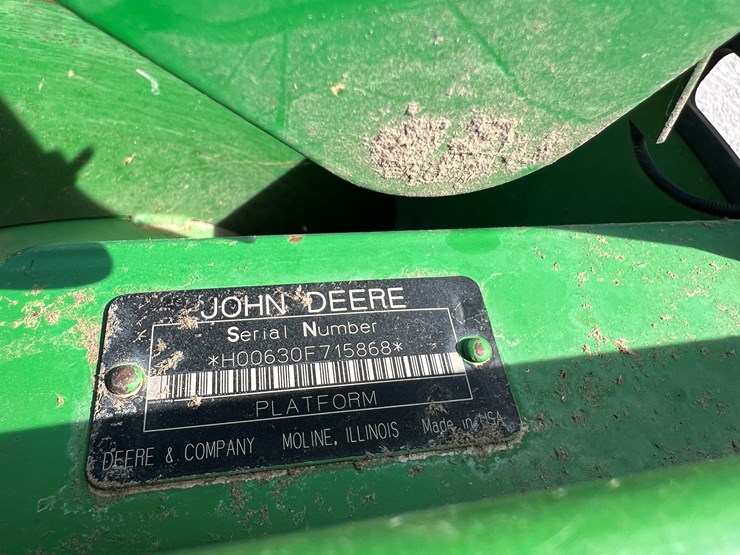 JOHN DEERE
Serial Number
*H00630F715868*
PLATFORM
DEERE & COMPANY MOLINE, ILLINOIS Made in USA